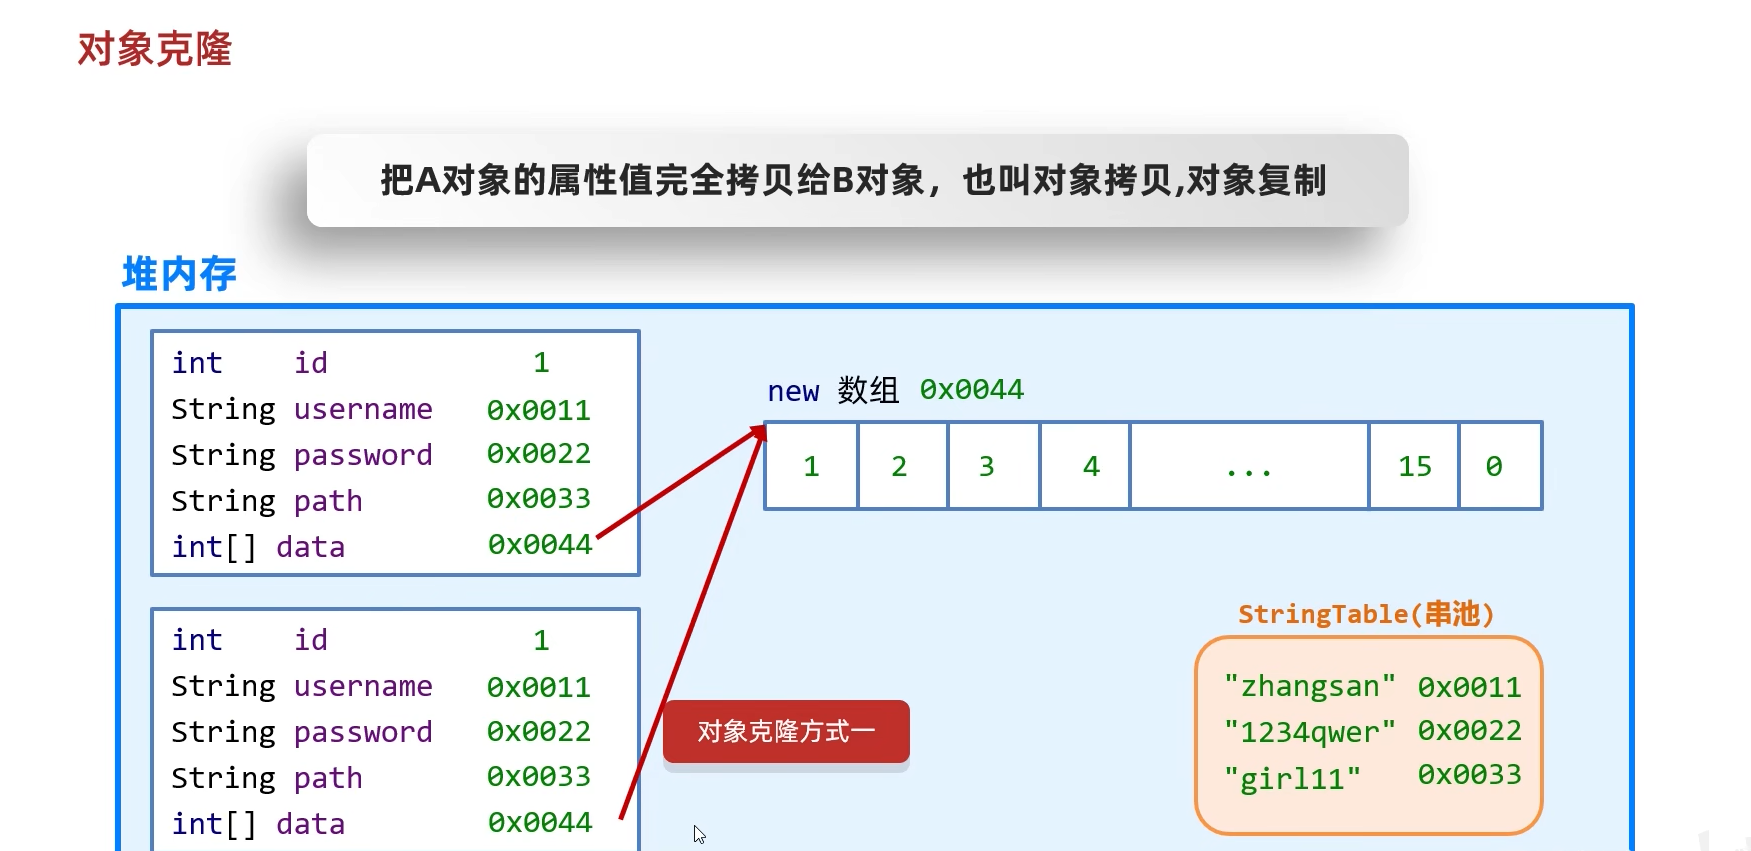 对象克隆
把A对象的属性值完全拷贝给B对象，也叫对象拷贝,对象复制
堆内存
int id 1
String username 0x0011
String password 0x0022
String path 0x0033
int[] data 0x0044
new 数组 0x0044
1 2 3 4 ... 15 0
int id 1
String username 0x0011
String password 0x0022
String path 0x0033
int[] data 0x0044
对象克隆方式一
StringTable(串池)
"zhangsan" 0x0011
"1234qwer" 0x0022
"girl11" 0x0033